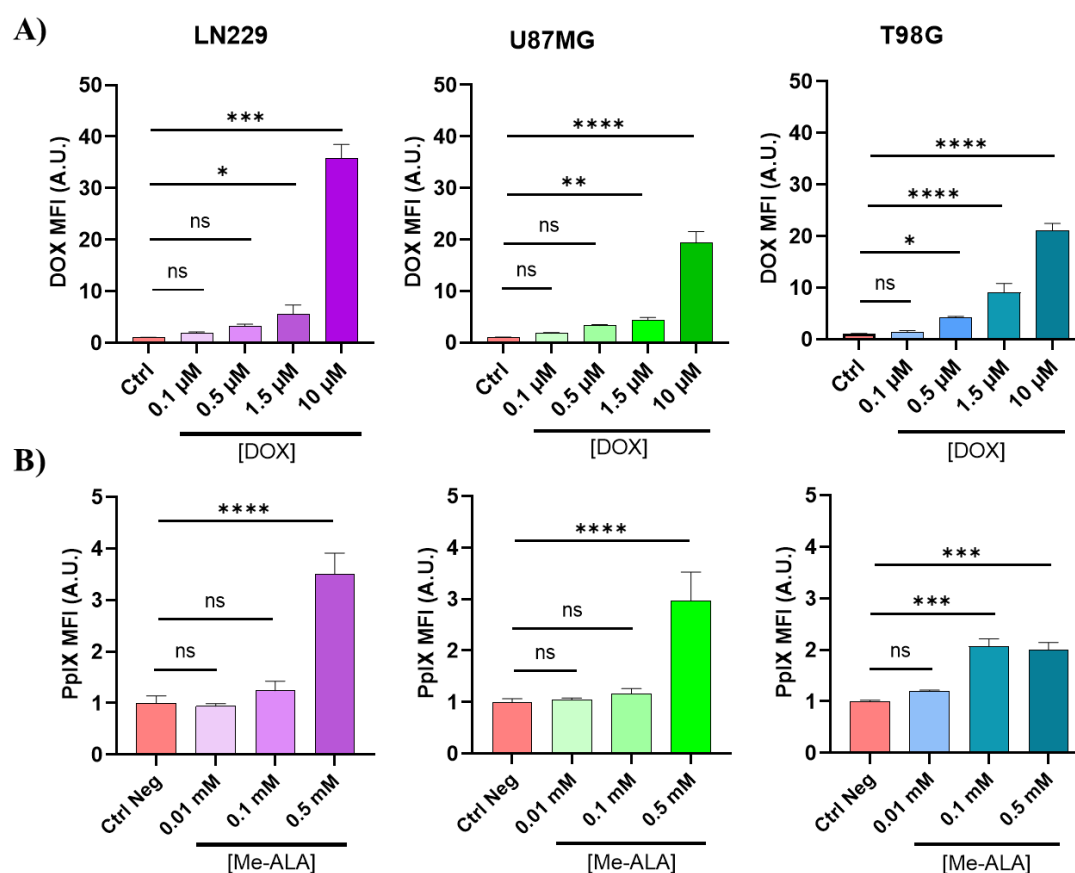 A)
LN229
U87MG
T98G
DOX MFI (A.U.)
50
40
30
20
10
0
ns
ns
*
***
Ctrl
0.1 µM
0.5 µM
1.5 µM
10 µM
[DOX]
DOX MFI (A.U.)
50
40
30
20
10
0
ns
ns
**
****
Ctrl
0.1 µM
0.5 µM
1.5 µM
10 µM
[DOX]
DOX MFI (A.U.)
50
40
30
20
10
0
ns
*
****
****
Ctrl
0.1 µM
0.5 µM
1.5 µM
10 µM
[DOX]
B)
PpIX MFI (A.U.)
5
4
3
2
1
0
ns
ns
****
Ctrl Neg
0.01 mM
0.1 mM
0.5 mM
[Me-ALA]
PpIX MFI (A.U.)
5
4
3
2
1
0
ns
ns
****
Ctrl Neg
0.01 mM
0.1 mM
0.5 mM
[Me-ALA]
PpIX MFI (A.U.)
5
4
3
2
1
0
ns
***
***
Ctrl Neg
0.01 mM
0.1 mM
0.5 mM
[Me-ALA]